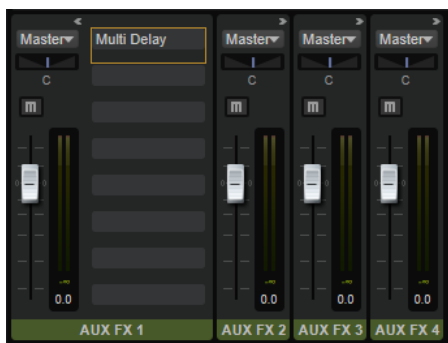 Master
Multi Delay
Master
Master
Master
C
C
C
C
m
m
m
m
0.0
0.0
0.0
0.0
AUX FX 1
AUX FX 2
AUX FX 3
AUX FX 4